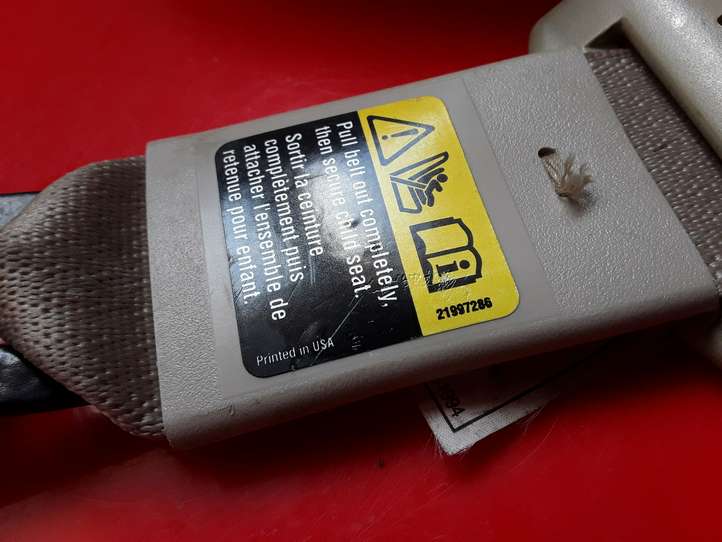 Pull belt out completely,
then secure child seat.
Sortir la ceinture
complètement puis
attacher l'ensemble de
retenue pour enfant.
Printed in USA
21997286